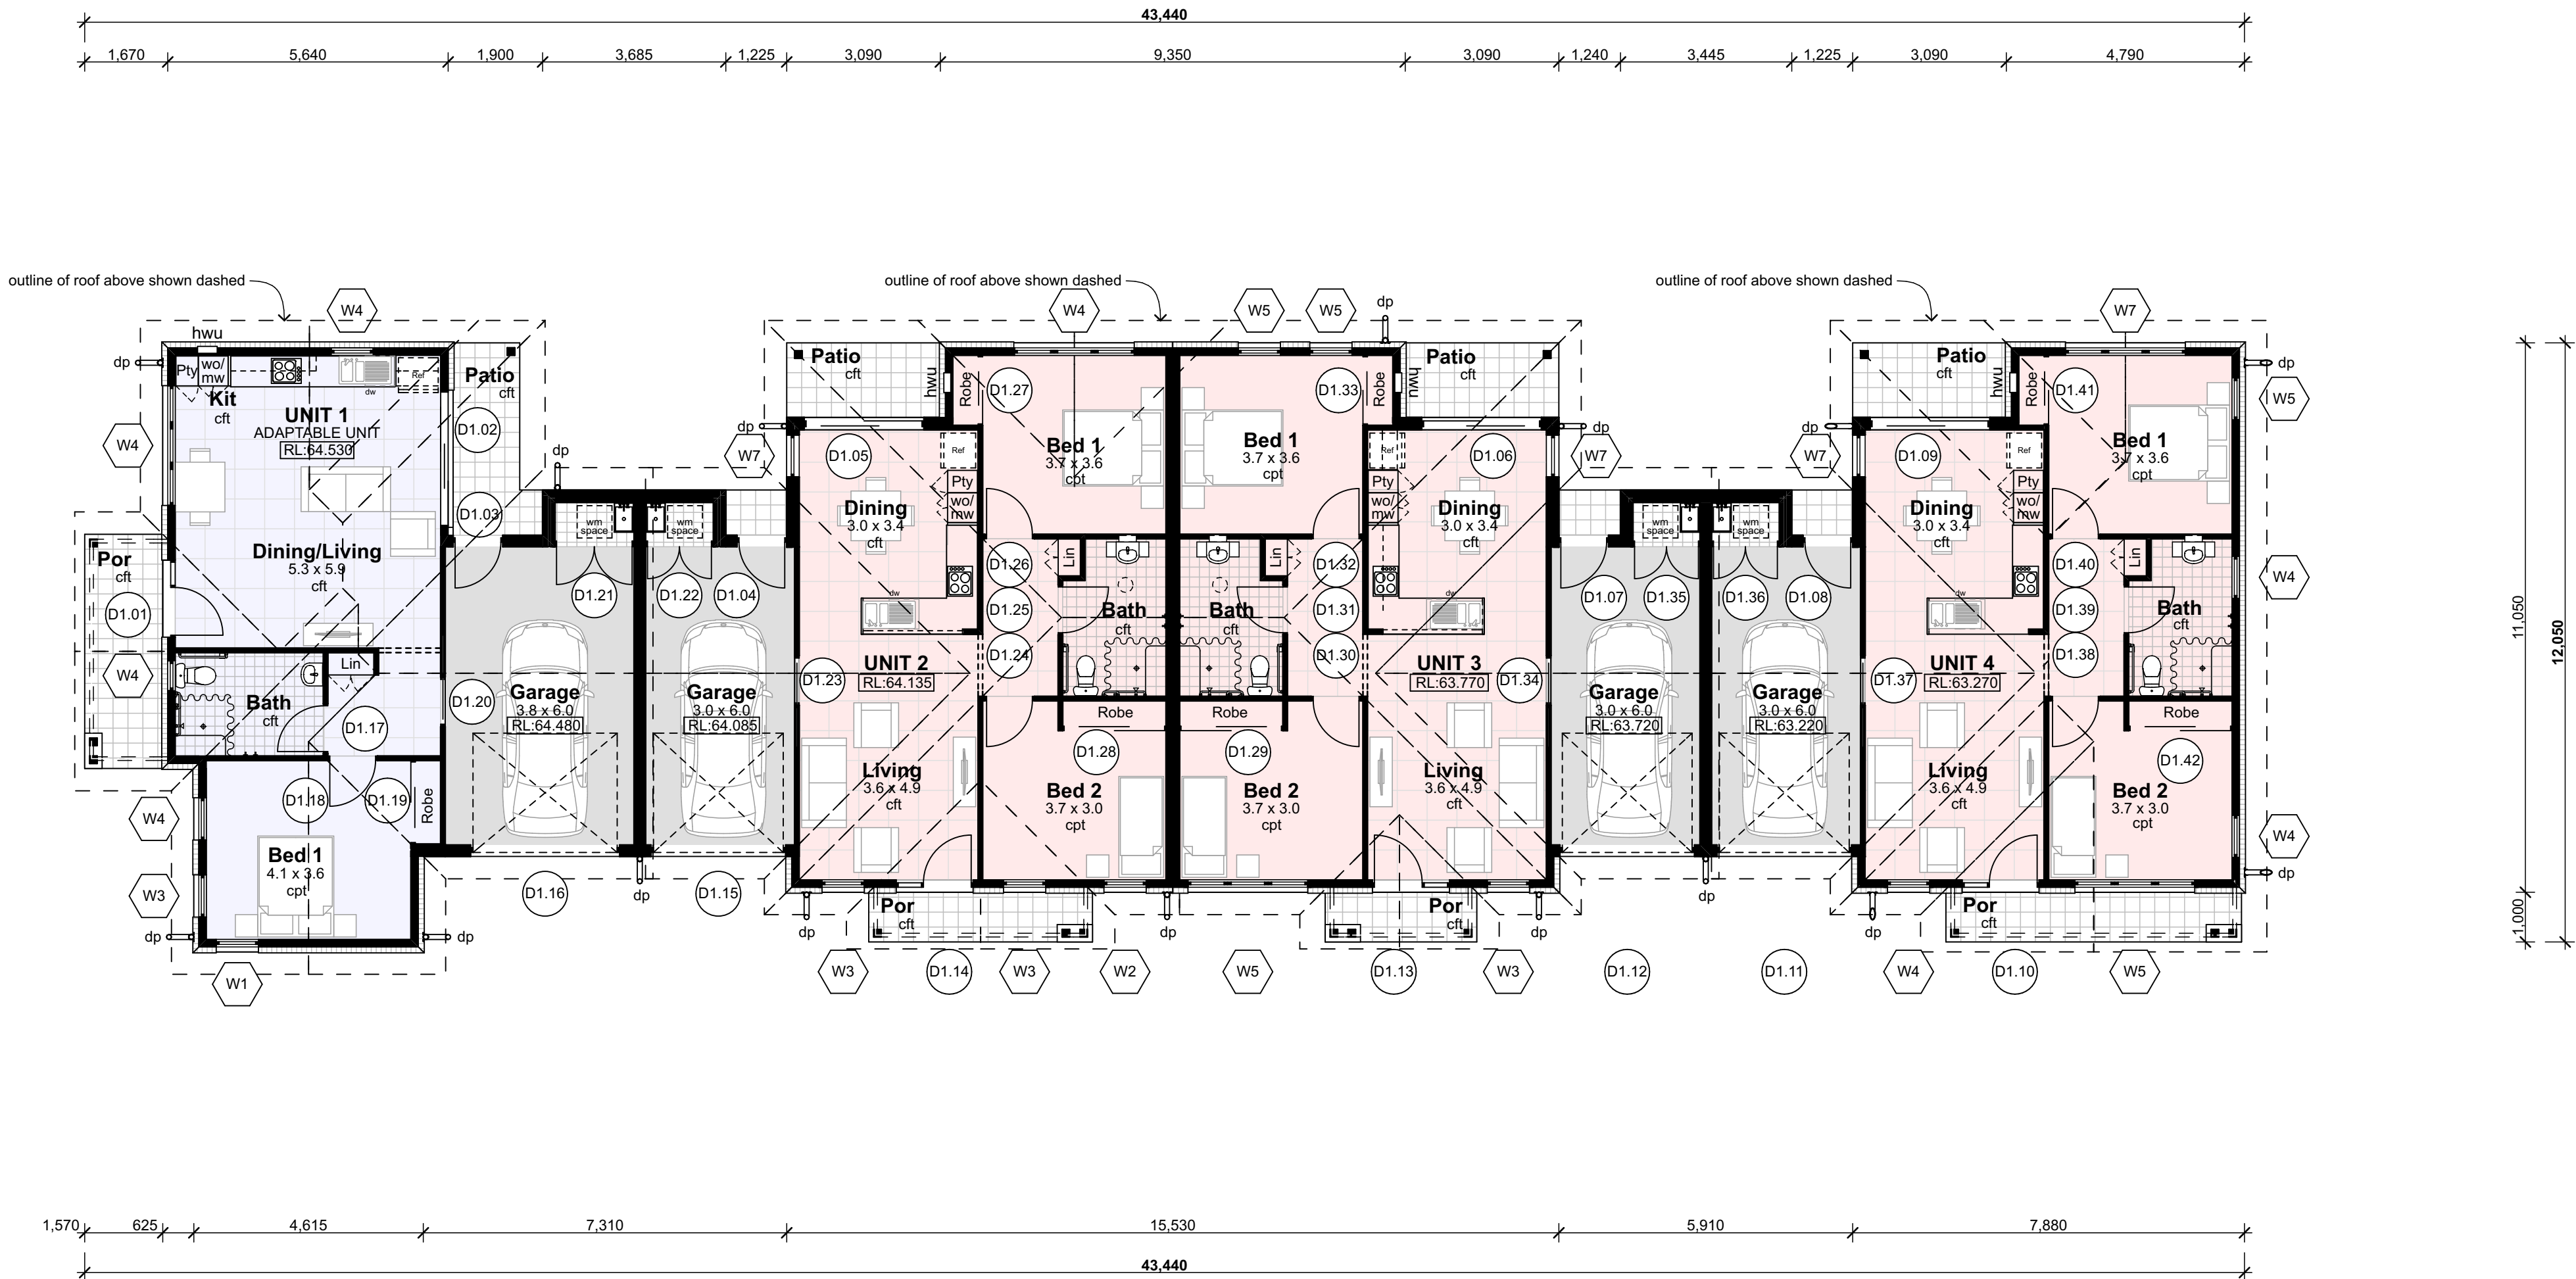 43,440
1,670 5,640 1,900 3,685 1,225 3,090 9,350 3,090 1,240 3,445 1,225 3,090 4,790
outline of roof above shown dashed
outline of roof above shown dashed
outline of roof above shown dashed
W4
hwu
dp
Pty
wo/
mw
Ref
dw
Kit
cft
UNIT 1
ADAPTABLE UNIT
RL:64.530
W4
Patio
cft
D1.02
D1.03
Dining/Living
5.3 x 5.9
cft
Por
cft
D1.01
W4
Lin
Bath
cft
D1.17
D1.20
D1.18
D1.19
Robe
W4
W3
Bed 1
4.1 x 3.6
cpt
dp
dp
W1
dp
wm
space
D1.21
Garage
3.8 x 6.0
RL:64.480
D1.16
dp
wm
space
D1.22
D1.04
Garage
3.0 x 6.0
RL:64.085
D1.15
W7
dp
Patio
cft
hwu
Robe
D1.27
W4
Bed 1
3.7 x 3.6
cpt
D1.05
Ref
Pty
wo/
mw
Dining
3.0 x 3.4
cft
dw
D1.26
D1.25
D1.24
Lin
Bath
cft
D1.23
UNIT 2
RL:64.135
Robe
D1.28
Living
3.6 x 4.9
cft
Bed 2
3.7 x 3.0
cpt
dp
Por
cft
dp
W3
D1.14
W3
W2
W5
W5
dp
Bed 1
3.7 x 3.6
cpt
D1.33
Robe
hwu
Patio
cft
dp
W7
Ref
Pty
wo/
mw
D1.06
Dining
3.0 x 3.4
cft
dw
Lin
D1.32
D1.31
D1.30
Bath
cft
UNIT 3
RL:63.770
D1.34
Robe
D1.29
Bed 2
3.7 x 3.0
cpt
Living
3.6 x 4.9
cft
Por
cft
dp
W5
D1.13
W3
wm
space
D1.07
D1.35
Garage
3.0 x 6.0
RL:63.720
D1.12
dp
wm
space
D1.36
D1.08
Garage
3.0 x 6.0
RL:63.220
D1.11
W7
dp
Patio
cft
hwu
Robe
D1.41
W7
dp
W5
Bed 1
3.7 x 3.6
cpt
D1.09
Ref
Pty
wo/
mw
Dining
3.0 x 3.4
cft
dw
D1.40
D1.39
D1.38
Lin
Bath
cft
W4
D1.37
UNIT 4
RL:63.270
Robe
D1.42
Living
3.6 x 4.9
cft
Bed 2
3.7 x 3.0
cpt
W4
dp
dp
Por
cft
W4
D1.10
W5
11,050
1,000
12,050
1,570 625 4,615 7,310 15,530 5,910 7,880
43,440